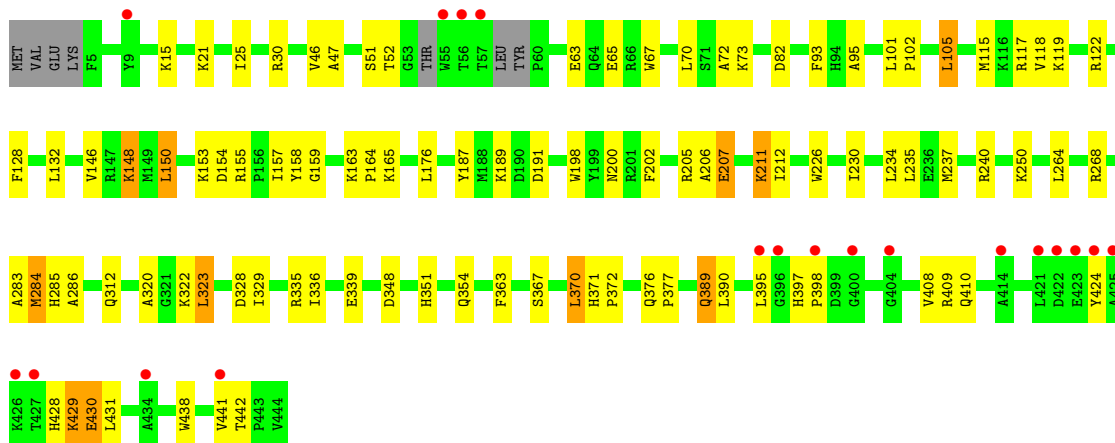 MET VAL GLU LYS F5 Y9 K15 K21 I25 R30 V46 A47 S51 T52 G53 THR W55 T56 T57 LEU TYR P60 E63 Q64 E65 R66 W67 L70 S71 A72 K73 D82 F93 H94 A95 L101 P102 L105 M115 K116 R117 V118 K119 R122
F128 L132 V146 R147 K148 M149 L150 K153 D154 R155 P156 I157 Y158 G159 K163 P164 K165 L176 Y187 M188 K189 D190 D191 W198 Y199 N200 R201 F202 R205 A206 E207 K211 I212 W226 I230 L234 L235 E236 M237 R240 K250 L264 R268
A283 M284 H285 A286 Q312 A320 G321 K322 L323 D328 I329 R335 I336 E339 D348 H351 Q354 F363 S367 L370 H371 P372 Q376 P377 Q389 L390 L395 G396 H397 P398 D399 G400 G404 V408 R409 Q410 A414 L421 D422 E423 Y424 A425
K426 T427 H428 K429 E430 L431 A434 W438 V441 T442 P443 V444